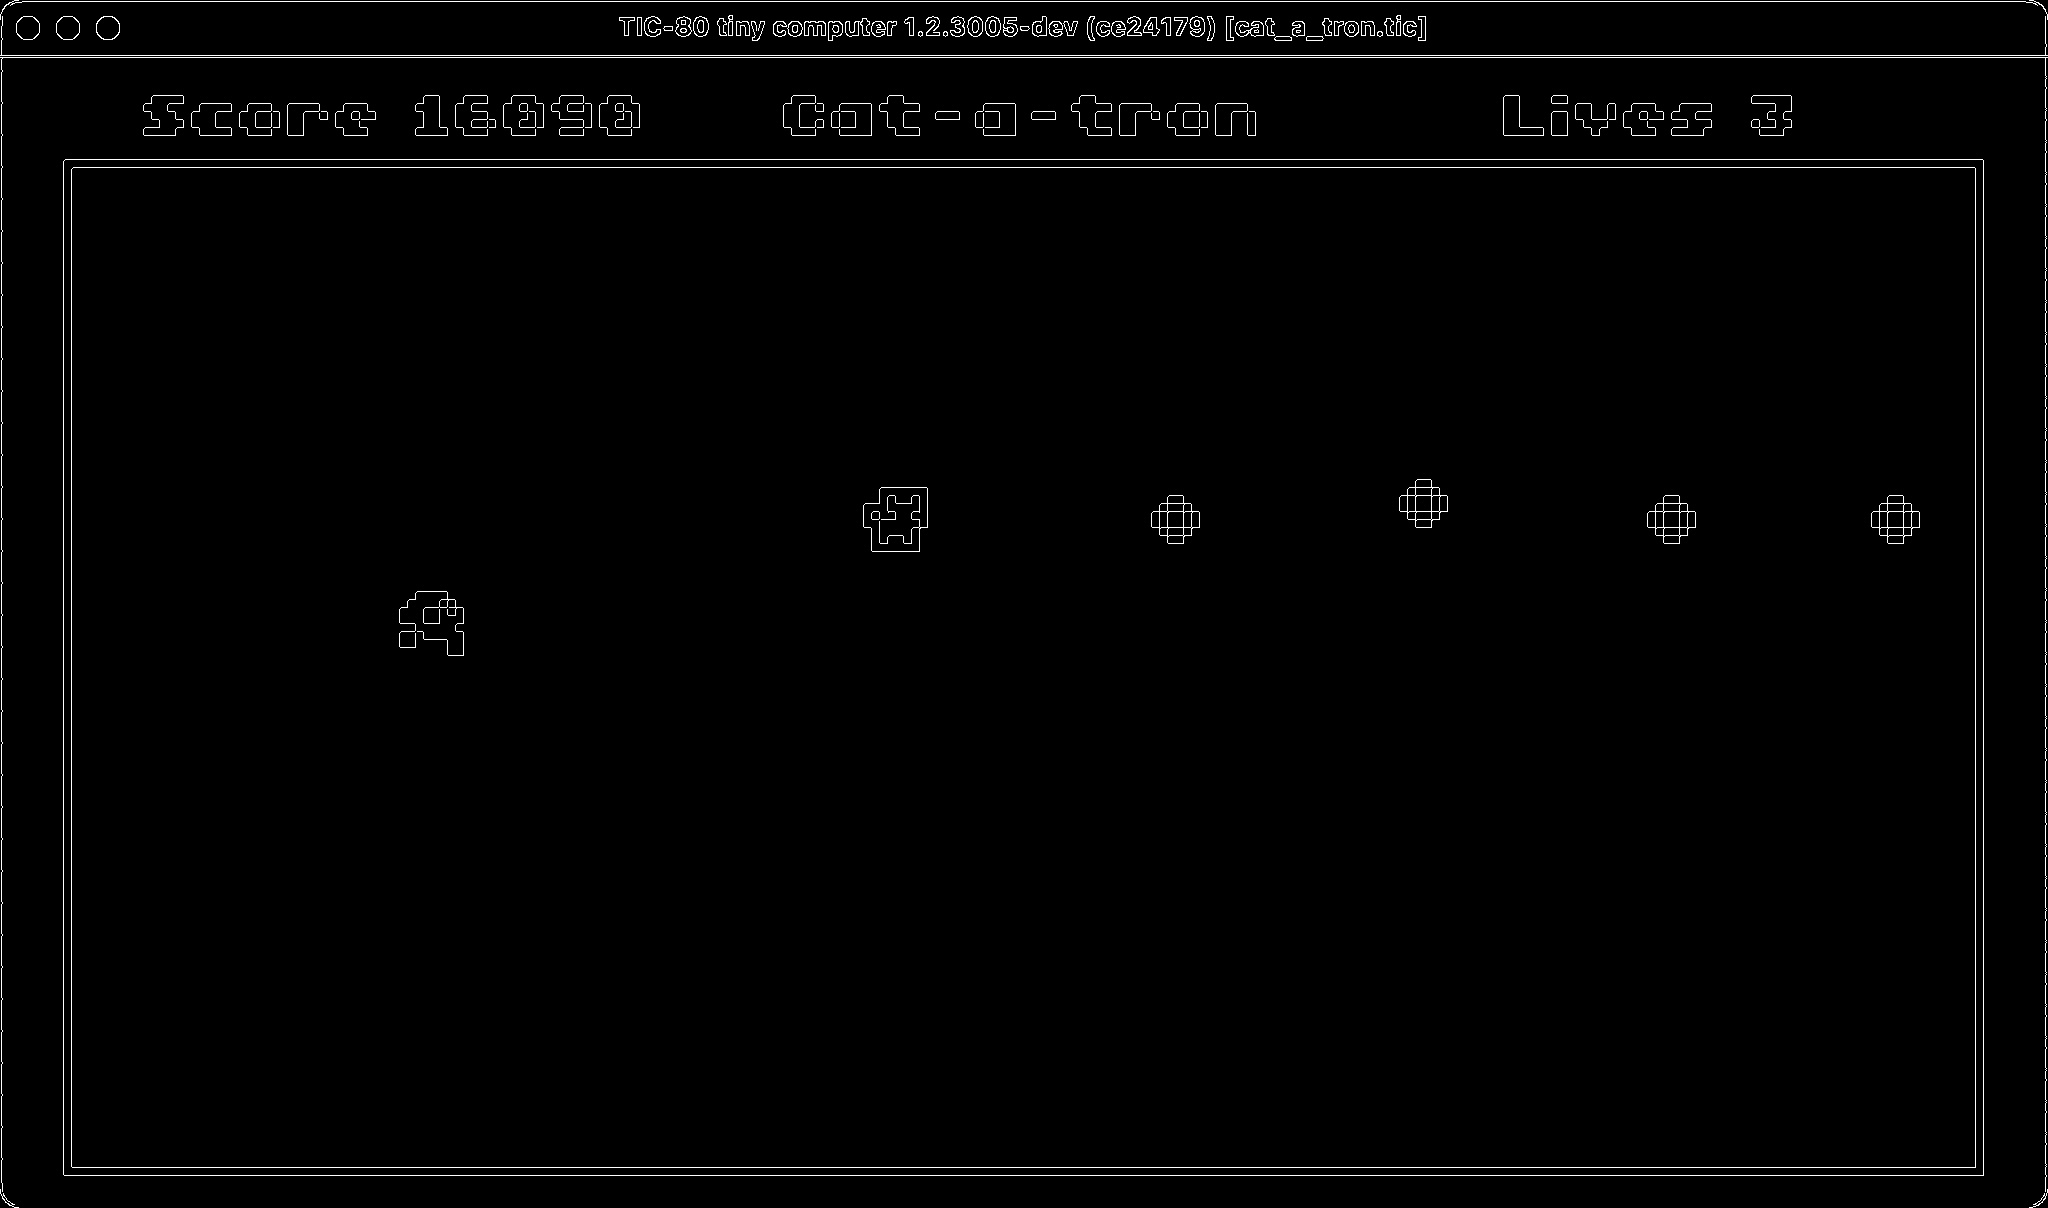 TIC-80 tiny computer 1.2.3005-dev (ce24179) [cat_a_tron.tic]
Score 16090 Cat-a-tron Lives 3